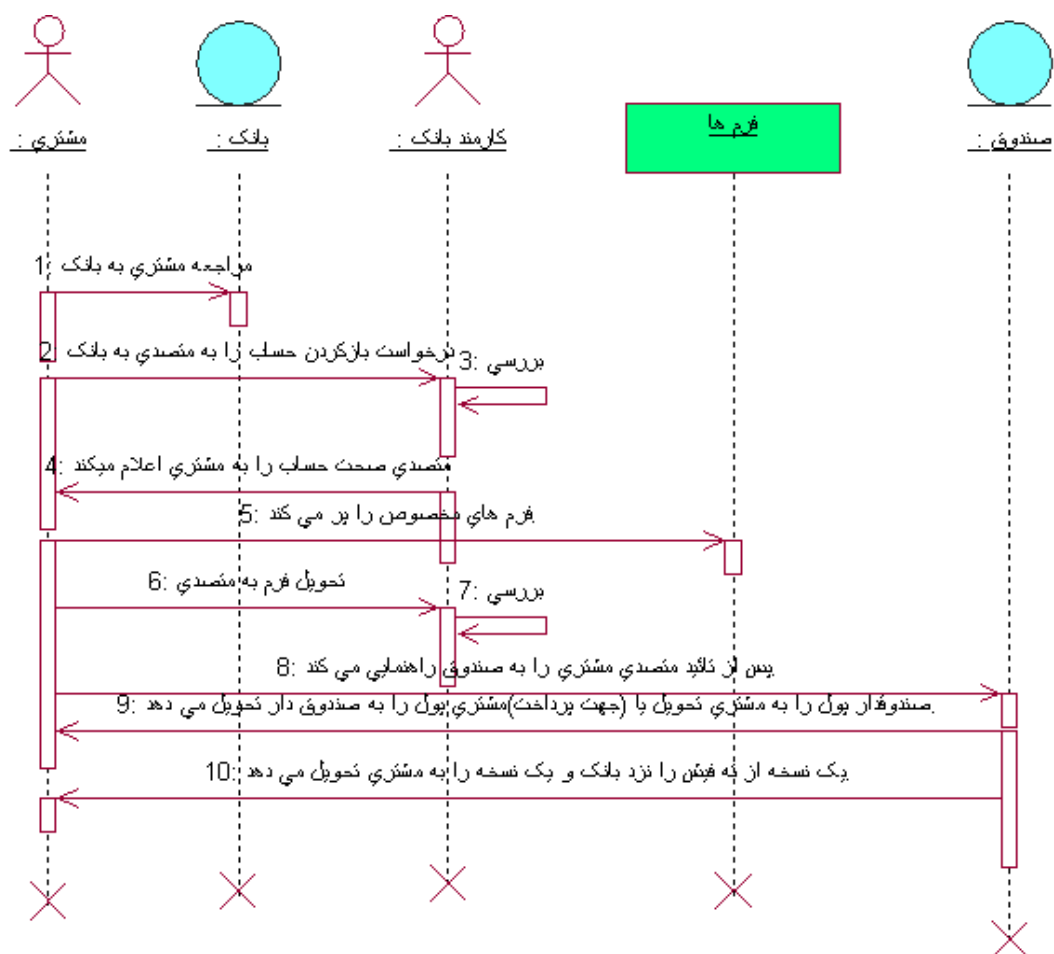 مشتري :
بانک :
کارمند بانک :
فرم ها
صندوق :
1: مراجعه مشتري به بانک
2: درخواست بازکردن حساب را به متصدي به بانک
3: بررسي
4: متصدي صحت حساب را به مشتري اعلام ميکند
5: فرم هاي مخصوص را پر مي کند.
6: تحويل فرم به متصدي
7: بررسي
8: پس از تائيد متصدي مشتري را به صندوق راهنمايي مي کند.
9: صندوقدار پول را به مشتري تحويل يا (جهت پرداخت)مشتري پول را به صندوق دار تحويل مي دهد.
10: يک نسخه از ته فيش را نزد بانک و يک نسخه را به مشتري تحويل مي دهد.